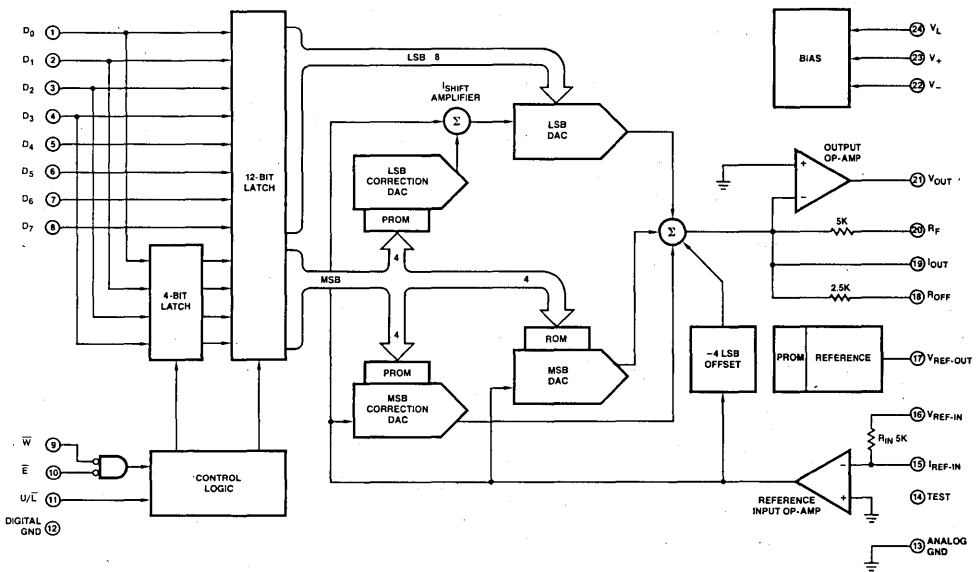 D0 1
D1 2
D2 3
D3 4
D4 5
D5 6
D6 7
D7 8
12-BIT
LATCH
4-BIT
LATCH
W̅ 9
E̅ 10
U/L̅ 11
DIGITAL
GND 12
CONTROL
LOGIC
LSB 8
ISHIFT
AMPLIFIER
Σ
LSB
DAC
LSB
CORRECTION
DAC
PROM
MSB
4
4
4
PROM
MSB
CORRECTION
DAC
ROM
MSB
DAC
Σ
−4 LSB
OFFSET
REFERENCE
INPUT OP-AMP
−
+
BIAS
24 VL
23 V+
22 V−
OUTPUT
OP-AMP
+
−
21 VOUT
5K
20 RF
19 IOUT
2.5K
18 ROFF
PROM REFERENCE
17 VREF-OUT
16 VREF-IN
RIN 5K
15 IREF-IN
14 TEST
13 ANALOG
GND